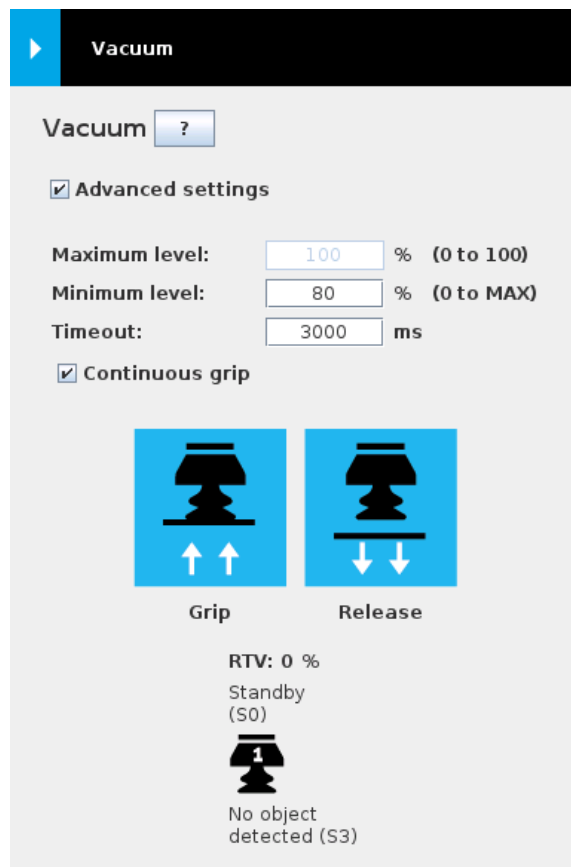 Vacuum
Vacuum ?
Advanced settings
Maximum level: 100 % (0 to 100)
Minimum level: 80 % (0 to MAX)
Timeout: 3000 ms
Continuous grip
Grip Release
RTV: 0 %
Standby
(S0)
1
No object
detected (S3)